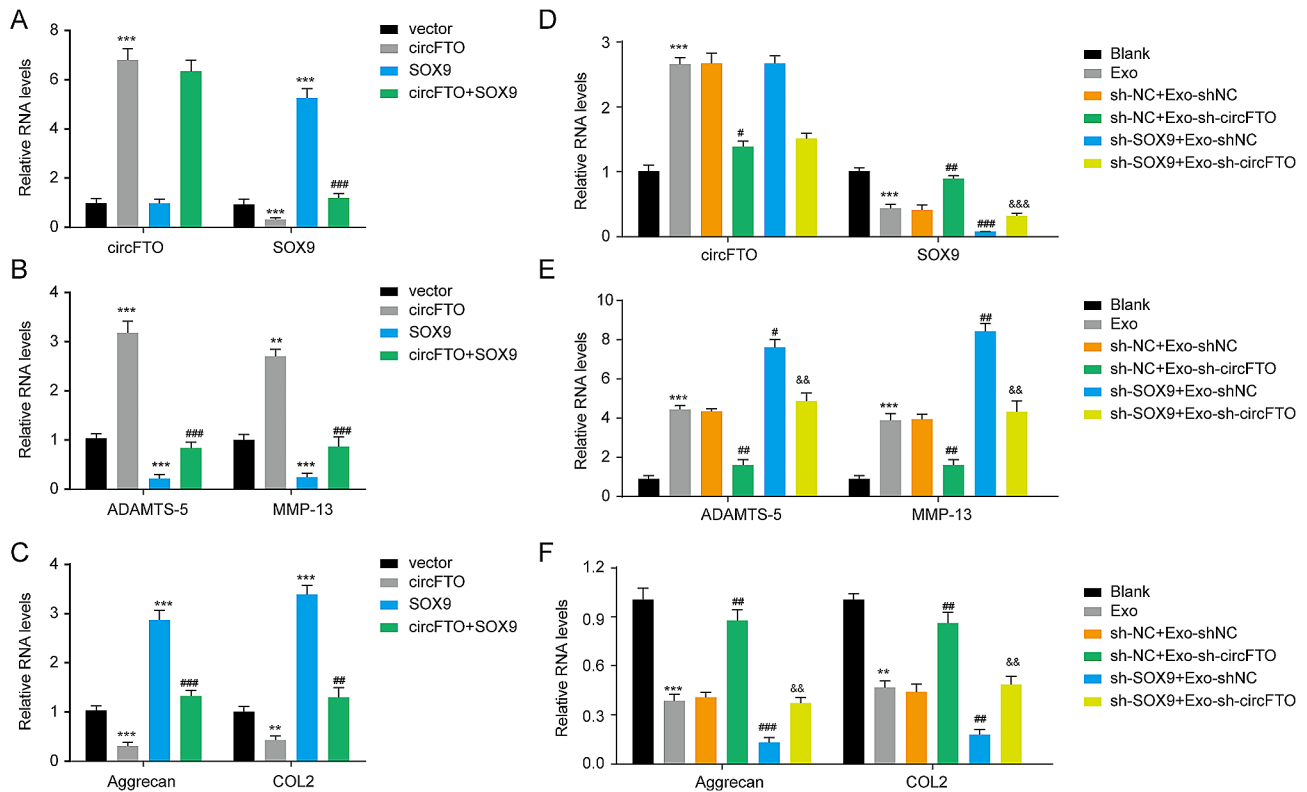 A
Relative RNA levels
8
6
4
2
0
***
***
***
###
circFTO
SOX9
vector
circFTO
SOX9
circFTO+SOX9
B
Relative RNA levels
4
3
2
1
0
***
***
###
**
***
###
ADAMTS-5
MMP-13
vector
circFTO
SOX9
circFTO+SOX9
C
Relative RNA levels
4
3
2
1
0
***
***
###
**
***
##
Aggrecan
COL2
vector
circFTO
SOX9
circFTO+SOX9
D
Relative RNA levels
3
2
1
0
***
#
***
##
###
&&&
circFTO
SOX9
Blank
Exo
sh-NC+Exo-shNC
sh-NC+Exo-sh-circFTO
sh-SOX9+Exo-shNC
sh-SOX9+Exo-sh-circFTO
E
Relative RNA levels
10
8
6
4
2
0
***
##
#
&&
***
##
##
&&
ADAMTS-5
MMP-13
Blank
Exo
sh-NC+Exo-shNC
sh-NC+Exo-sh-circFTO
sh-SOX9+Exo-shNC
sh-SOX9+Exo-sh-circFTO
F
Relative RNA levels
1.2
0.9
0.6
0.3
0.0
***
##
###
&&
**
##
##
&&
Aggrecan
COL2
Blank
Exo
sh-NC+Exo-shNC
sh-NC+Exo-sh-circFTO
sh-SOX9+Exo-shNC
sh-SOX9+Exo-sh-circFTO